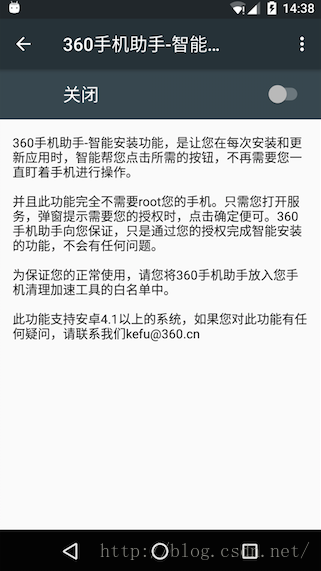 14:38
360手机助手-智能…
关闭
360手机助手-智能安装功能，是让您在每次安装和更
新应用时，智能帮您点击所需的按钮，不再需要您一
直盯着手机进行操作。
并且此功能完全不需要root您的手机。只需您打开服
务，弹窗提示需要您的授权时，点击确定便可。360
手机助手向您保证，只是通过您的授权完成智能安装
的功能，不会有任何问题。
为保证您的正常使用，请您将360手机助手放入您手
机清理加速工具的白名单中。
此功能支持安卓4.1以上的系统，如果您对此功能有任
何疑问，请联系我们kefu@360.cn
http://blog.csdn.net/